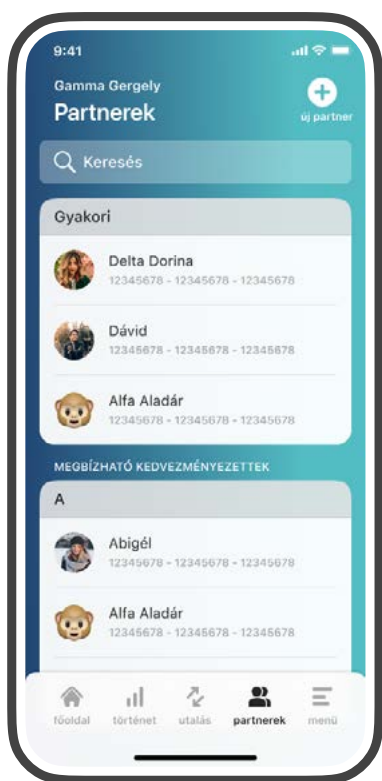 9:41
Gamma Gergely
Partnerek
új partner
Keresés
Gyakori
Delta Dorina
12345678 - 12345678 - 12345678
Dávid
12345678 - 12345678 - 12345678
Alfa Aladár
12345678 - 12345678 - 12345678
MEGBÍZHATÓ KEDVEZMÉNYEZETTEK
A
Abigél
12345678 - 12345678 - 12345678
Alfa Aladár
12345678 - 12345678 - 12345678
főoldal történet utalás partnerek menü